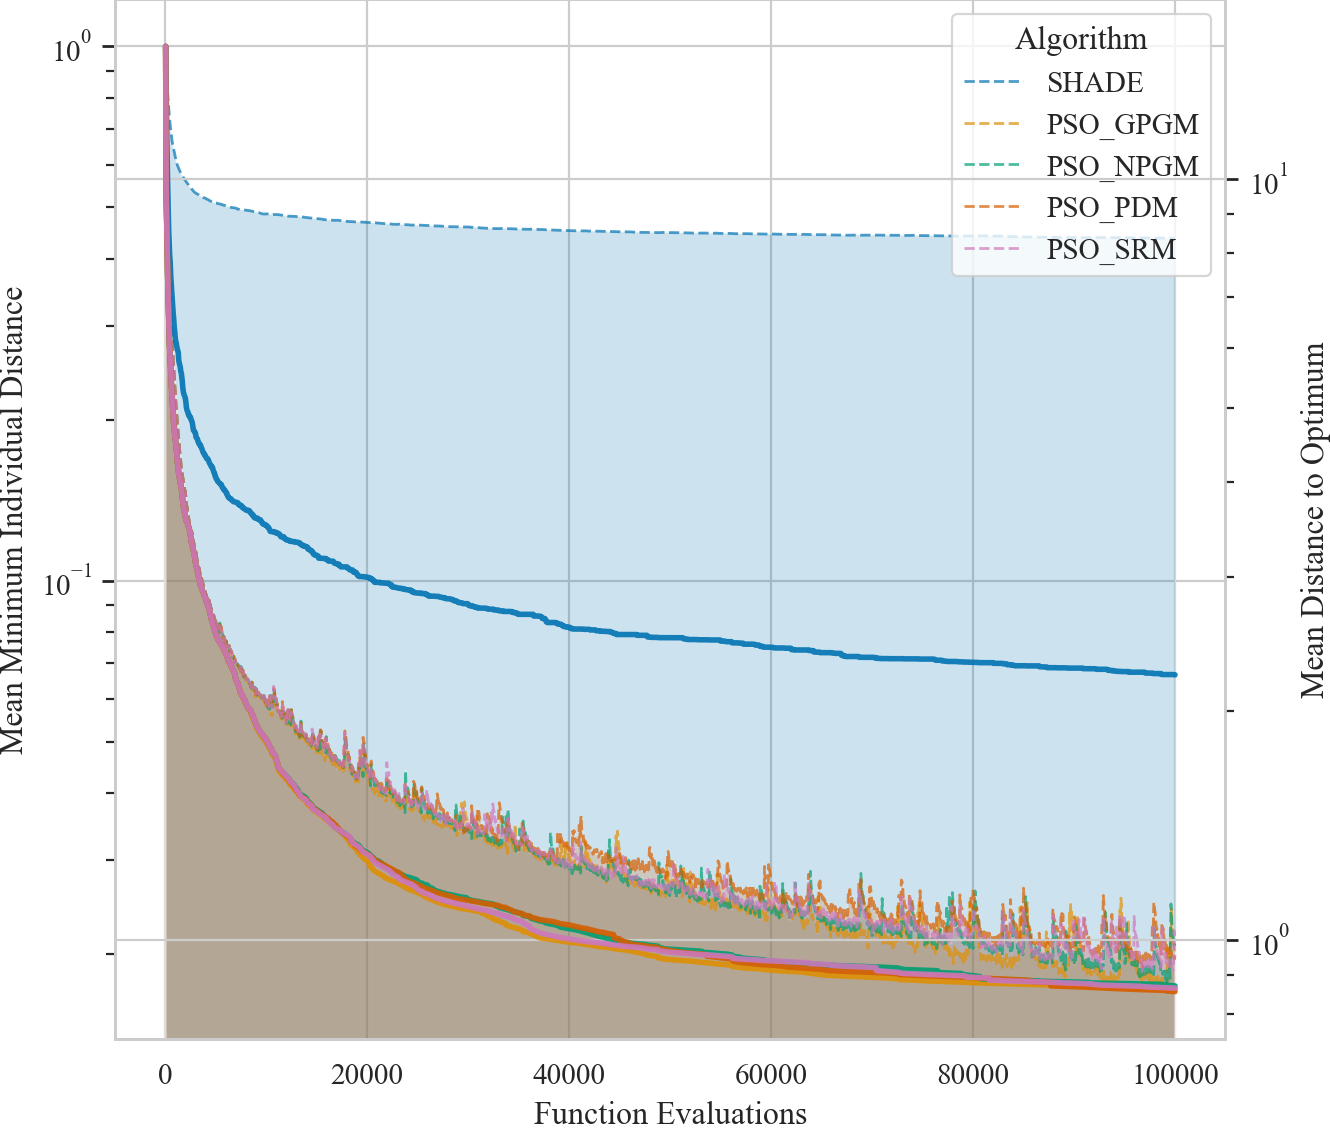 Algorithm
SHADE
PSO_GPGM
PSO_NPGM
PSO_PDM
PSO_SRM
10^0
10^-1
Mean Minimum Individual Distance
10^1
10^0
Mean Distance to Optimum
0 20000 40000 60000 80000 100000
Function Evaluations